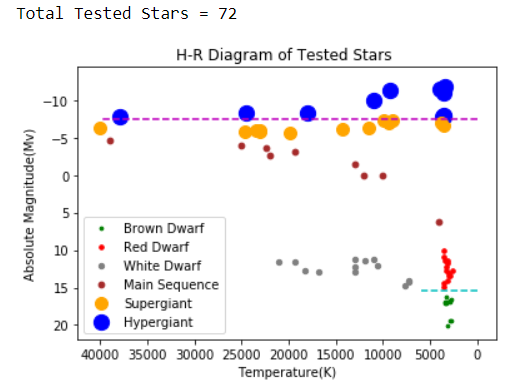 Total Tested Stars = 72
H-R Diagram of Tested Stars
Absolute Magnitude(Mv)
−10
−5
0
5
10
15
20
Brown Dwarf
Red Dwarf
White Dwarf
Main Sequence
Supergiant
Hypergiant
40000 35000 30000 25000 20000 15000 10000 5000 0
Temperature(K)